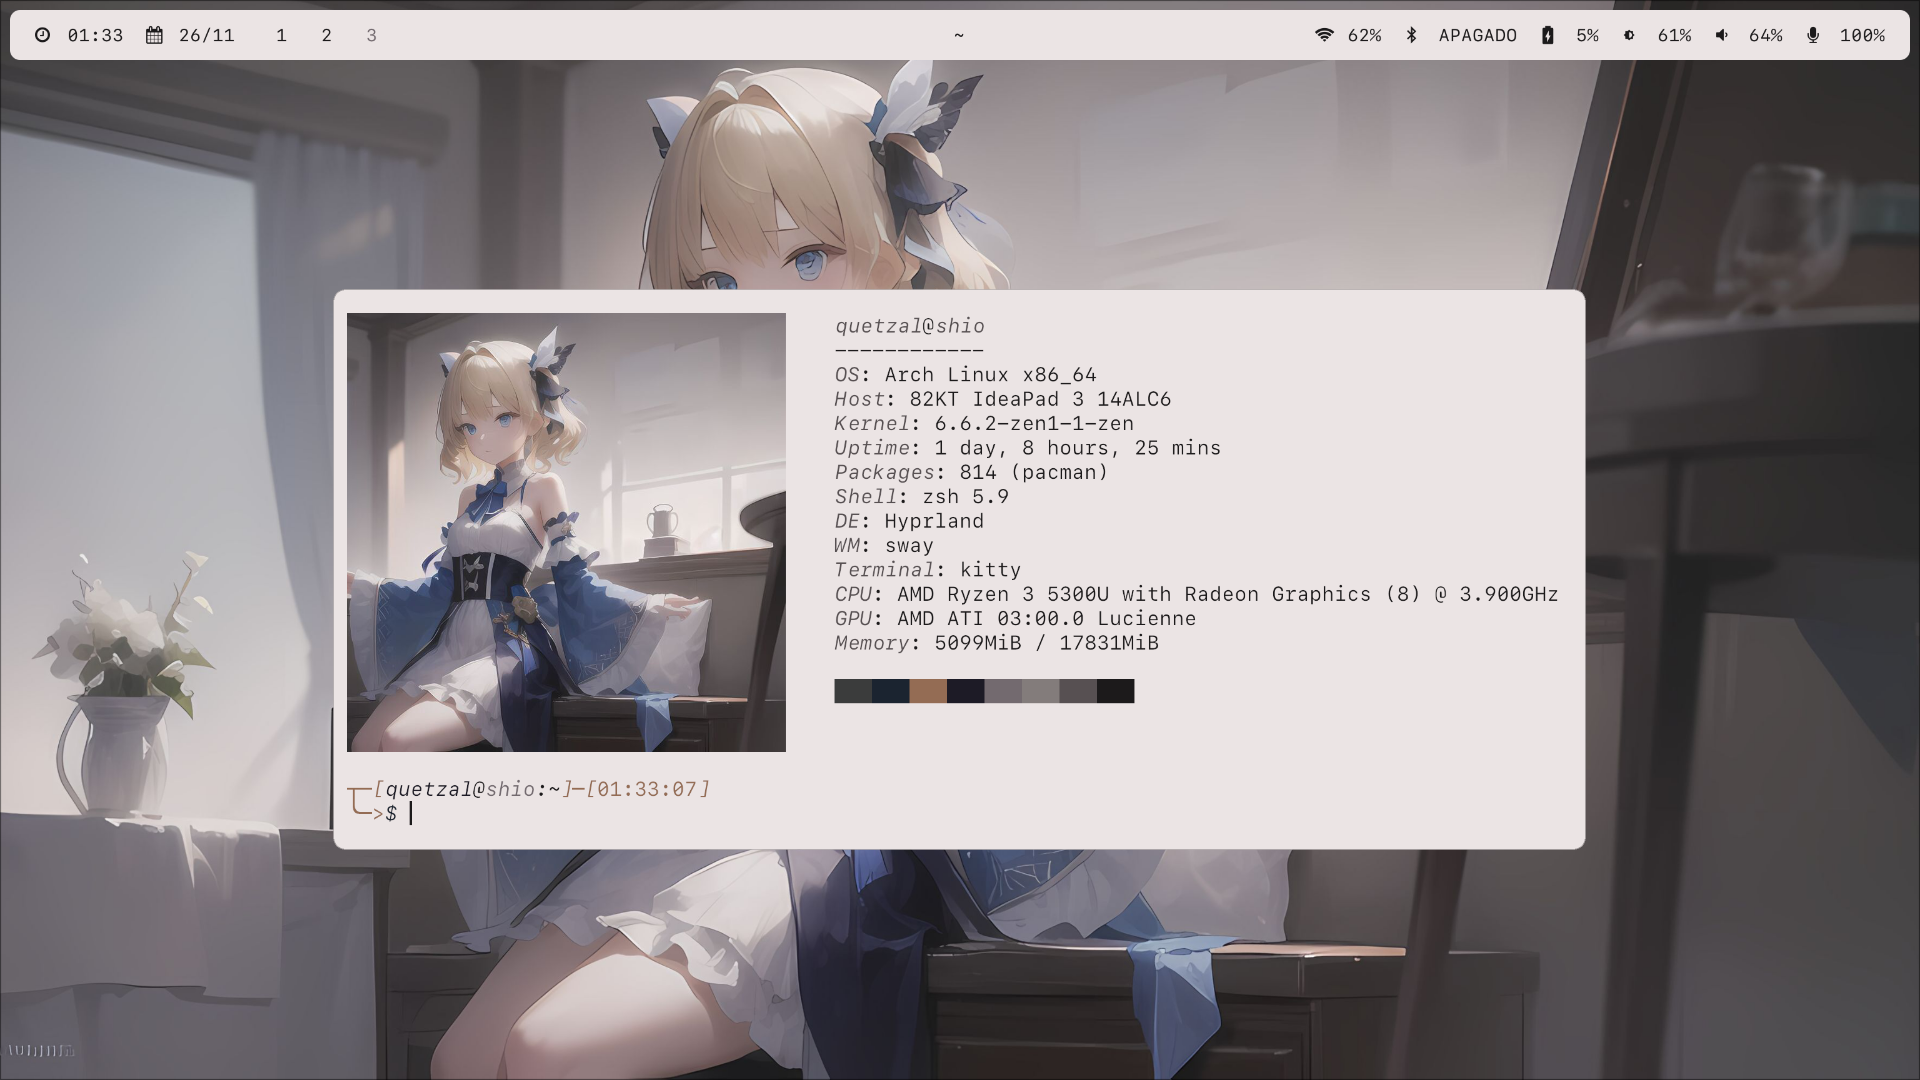 01:33 26/11 1 2 3 ~ 62% APAGADO 5% 61% 64% 100%
quetzal@shio
------------
OS: Arch Linux x86_64
Host: 82KT IdeaPad 3 14ALC6
Kernel: 6.6.2-zen1-1-zen
Uptime: 1 day, 8 hours, 25 mins
Packages: 814 (pacman)
Shell: zsh 5.9
DE: Hyprland
WM: sway
Terminal: kitty
CPU: AMD Ryzen 3 5300U with Radeon Graphics (8) @ 3.900GHz
GPU: AMD ATI 03:00.0 Lucienne
Memory: 5099MiB / 17831MiB
┬─[quetzal@shio:~]─[01:33:07]
╰─>$